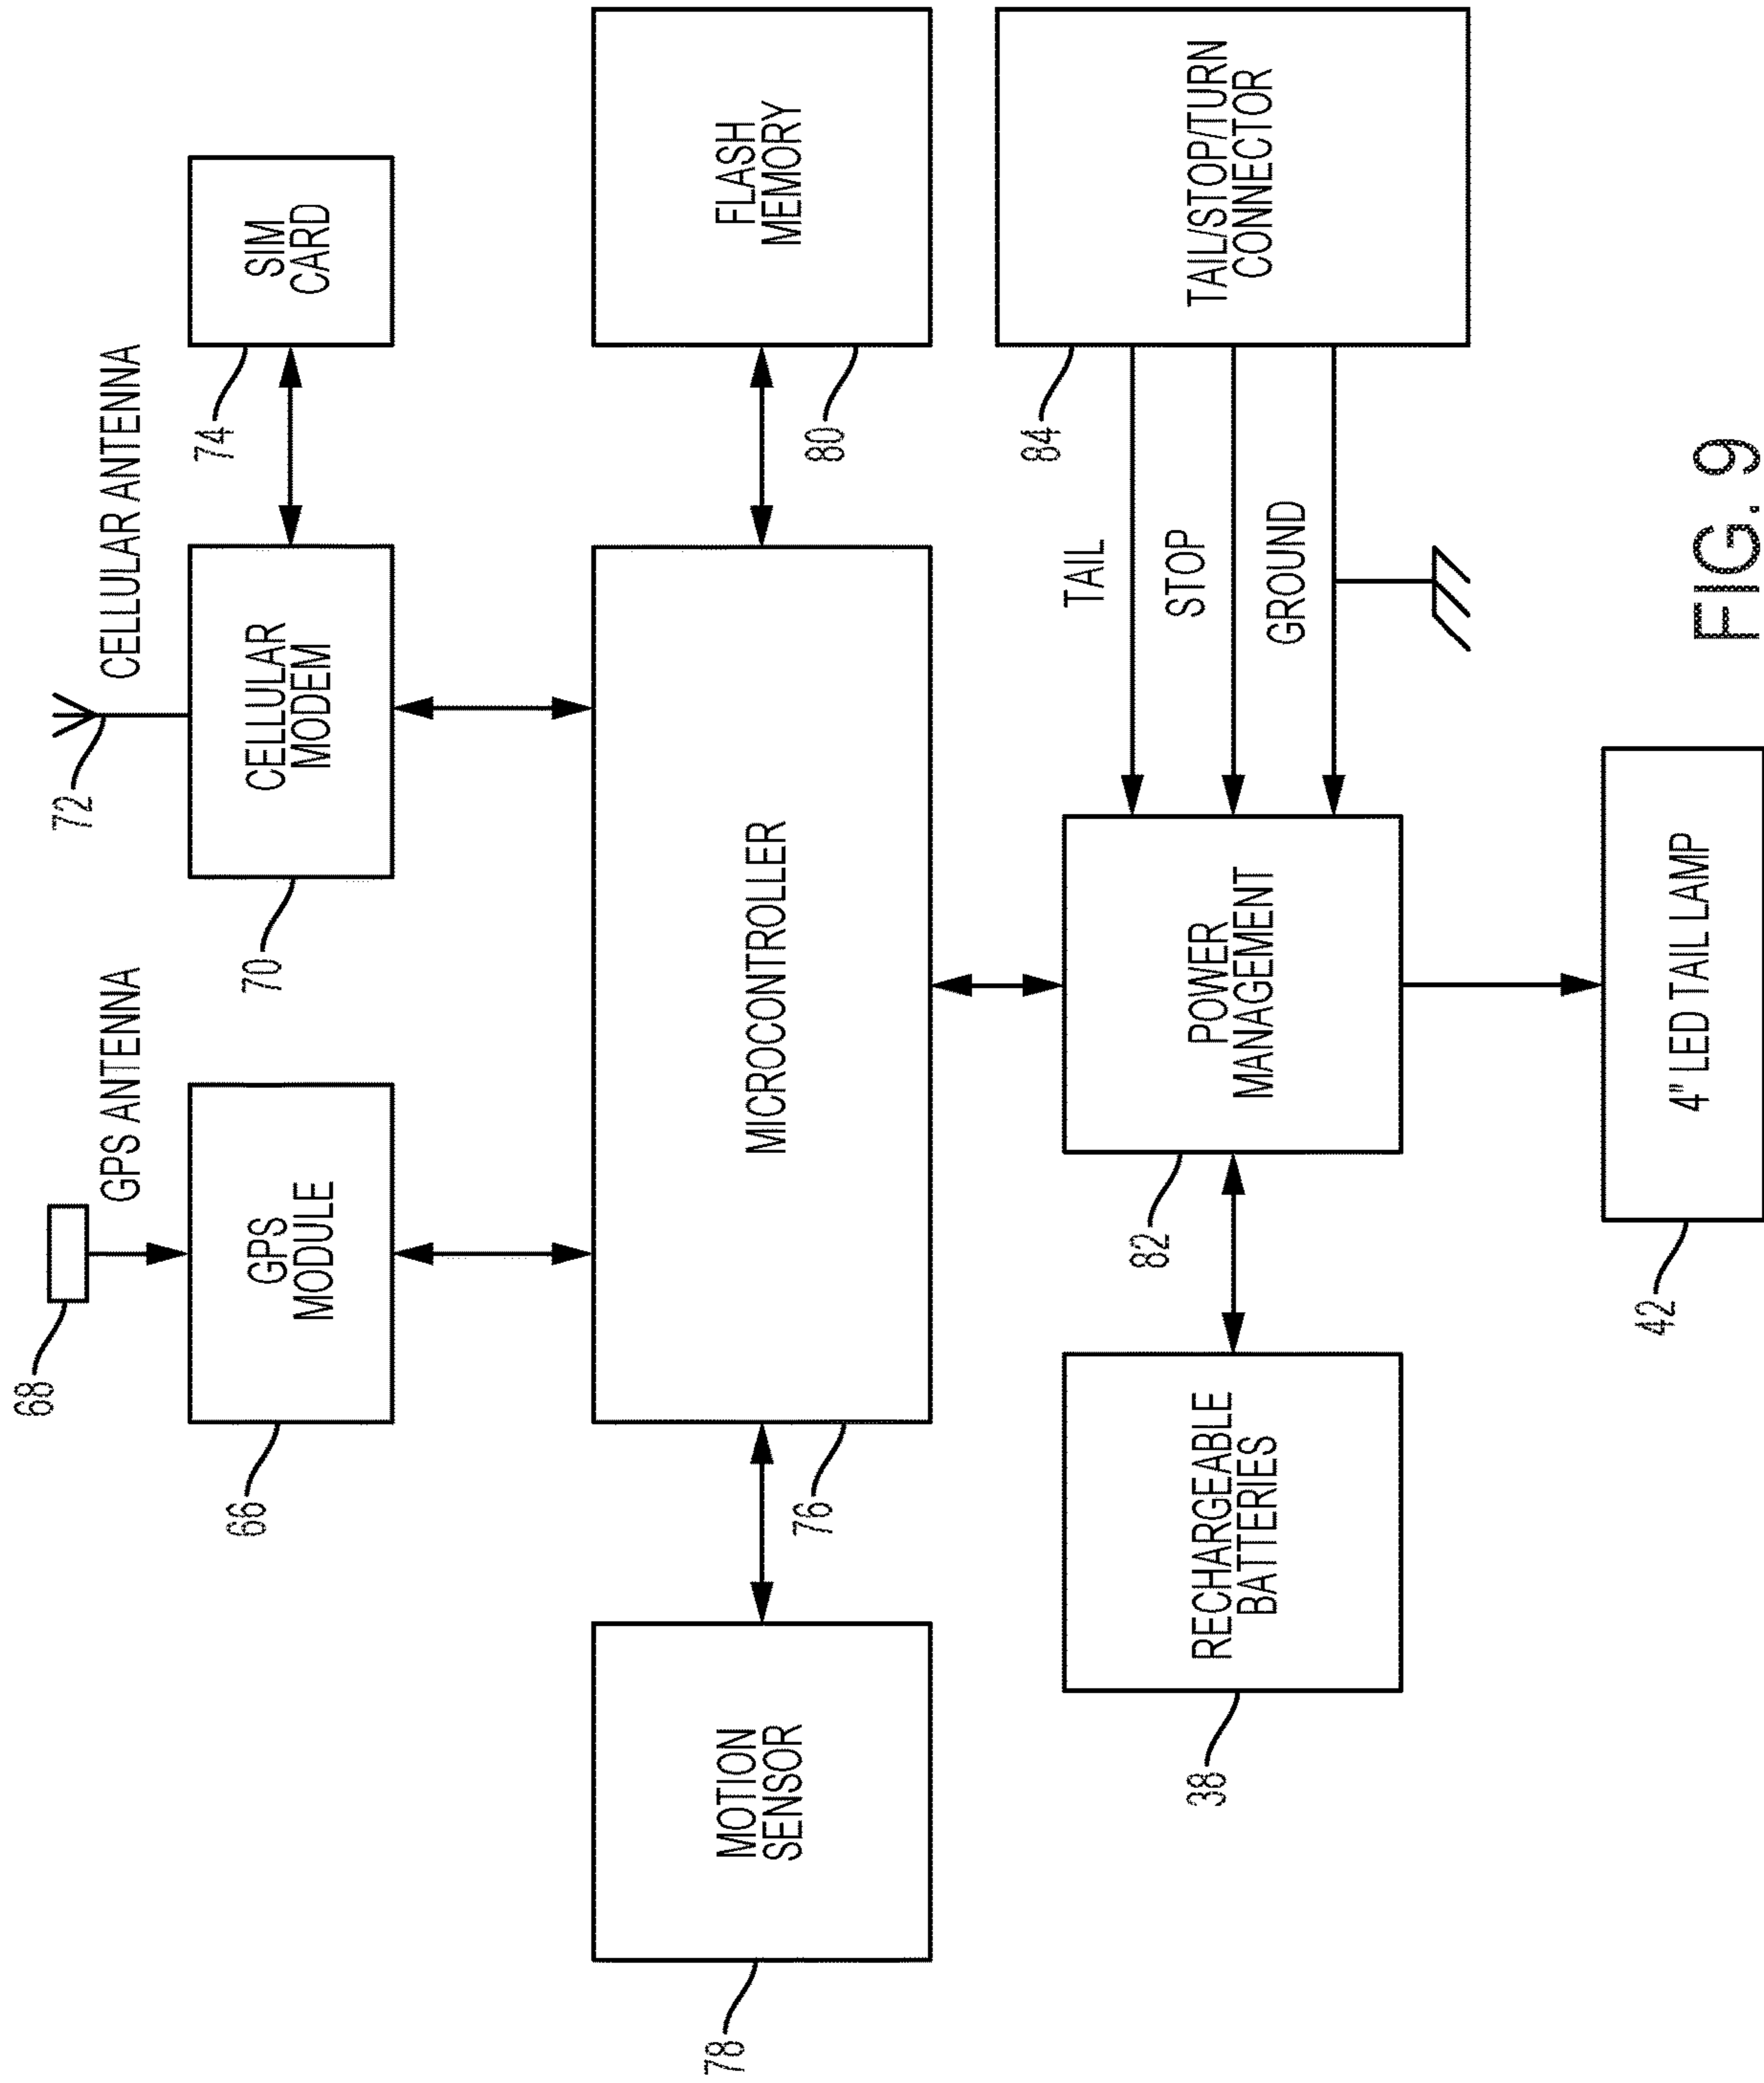 68
GPS ANTENNA
72
CELLULAR ANTENNA
66
GPS
MODULE
70
CELLULAR
MODEM
74
SIM
CARD
78
MOTION
SENSOR
76
MICROCONTROLLER
80
FLASH
MEMORY
38
RECHARGEABLE
BATTERIES
82
POWER
MANAGEMENT
TAIL
STOP
GROUND
84
TAIL/STOP/TURN
CONNECTOR
42
4" LED TAIL LAMP
FIG. 9